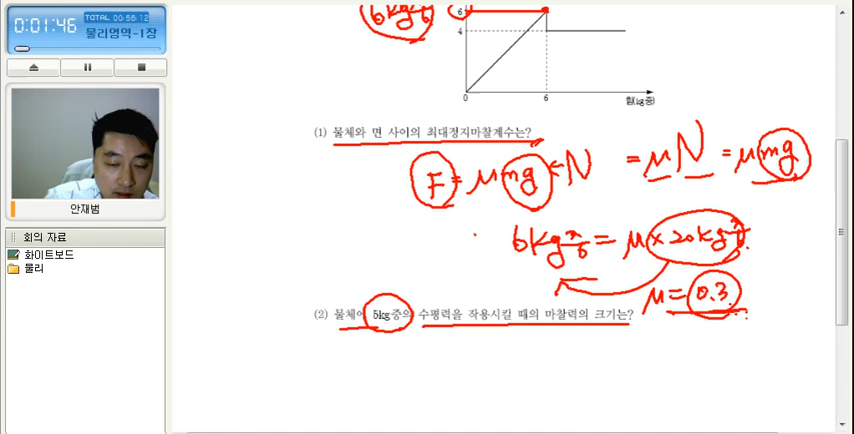 0:01:46
TOTAL 00:56:12
물리영역-1장
안재범
회의 자료
화이트보드
물리
6kg중
6
4
0
6
힘(kg중)
(1) 물체와 면 사이의 최대정지마찰계수는?
F = μmg ← N = μN = μmg
6kg중 = μ × 20kg중
μ = 0.3
(2) 물체에 5kg중의 수평력을 작용시킬 때의 마찰력의 크기는?